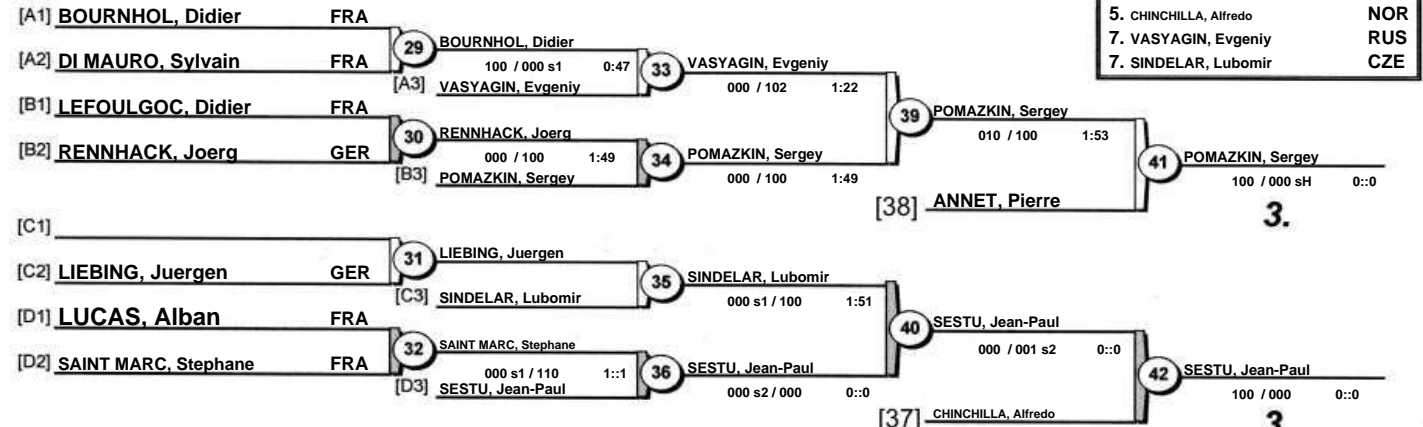 [A1] BOURNHOL, Didier FRA
5. CHINCHILLA, Alfredo NOR
7. VASYAGIN, Evgeniy RUS
7. SINDELAR, Lubomir CZE
29 BOURNHOL, Didier
[A2] DI MAURO, Sylvain FRA
100 / 000 s1 0:47
33 VASYAGIN, Evgeniy
[A3] VASYAGIN, Evgeniy
000 / 102 1:22
[B1] LEFOULGOC, Didier FRA
39 POMAZKIN, Sergey
30 RENNHACK, Joerg
010 / 100 1:53
[B2] RENNHACK, Joerg GER
000 / 100 1:49
34 POMAZKIN, Sergey
41 POMAZKIN, Sergey
[B3] POMAZKIN, Sergey
000 / 100 1:49
100 / 000 sH 0::0
[38] ANNET, Pierre
3.
[C1]
31 LIEBING, Juergen
[C2] LIEBING, Juergen GER
35 SINDELAR, Lubomir
[C3] SINDELAR, Lubomir
000 s1 / 100 1:51
[D1] LUCAS, Alban FRA
40 SESTU, Jean-Paul
32 SAINT MARC, Stephane
000 / 001 s2 0::0
[D2] SAINT MARC, Stephane FRA
000 s1 / 110 1::1
36 SESTU, Jean-Paul
42 SESTU, Jean-Paul
[D3] SESTU, Jean-Paul
000 s2 / 000 0::0
100 / 000 0::0
[37] CHINCHILLA, Alfredo
3